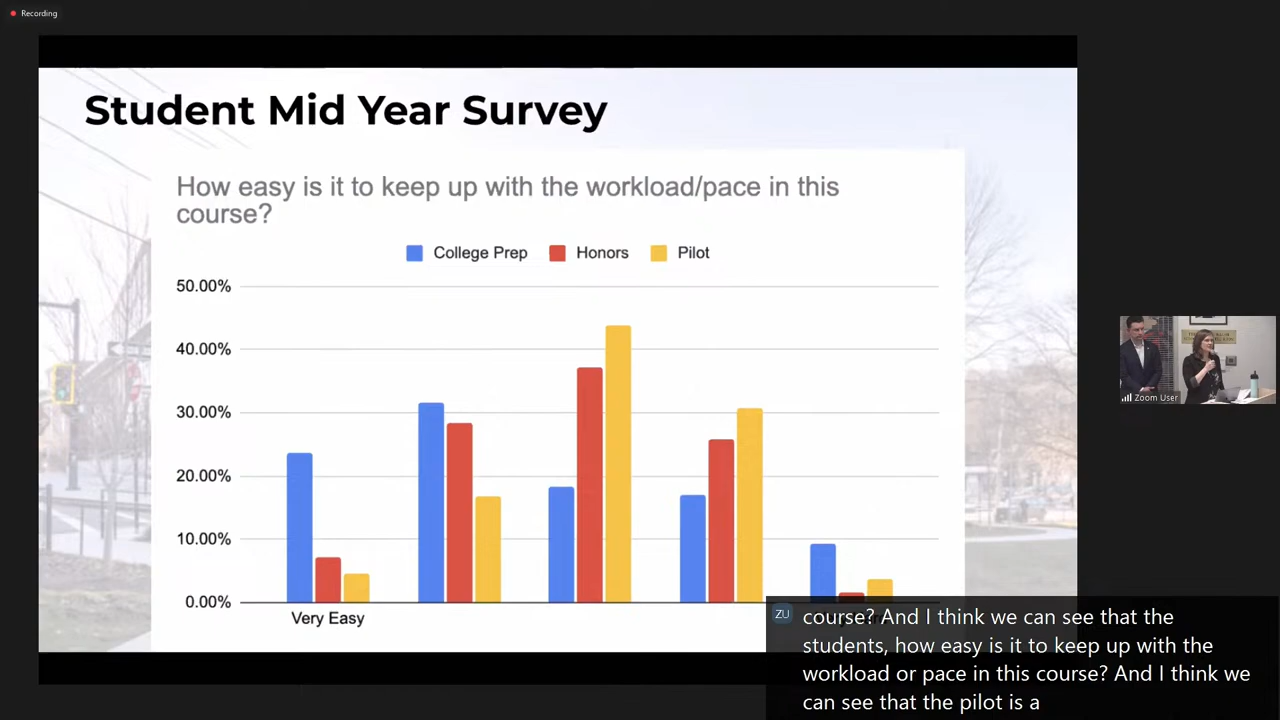 Recording
Student Mid Year Survey
How easy is it to keep up with the workload/pace in this
course?
College Prep
Honors
Pilot
50.00%
40.00%
30.00%
20.00%
10.00%
0.00%
Very Easy
Zoom User
ZU
course? And I think we can see that the
students, how easy is it to keep up with the
workload or pace in this course? And I think we
can see that the pilot is a